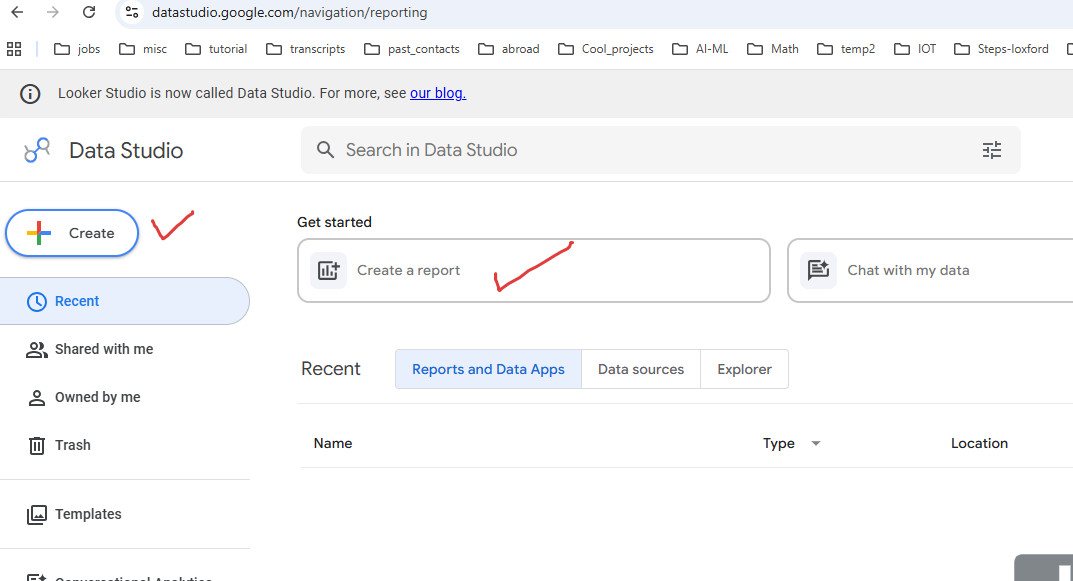 datastudio.google.com/navigation/reporting
jobs misc tutorial transcripts past_contacts abroad Cool_projects AI-ML Math temp2 IOT Steps-loxford
Looker Studio is now called Data Studio. For more, see our blog.
Data Studio
Search in Data Studio
Create
Get started
Create a report
Chat with my data
Recent
Shared with me
Owned by me
Trash
Templates
Conversational Analytics
Recent
Reports and Data Apps
Data sources
Explorer
Name
Type
Location